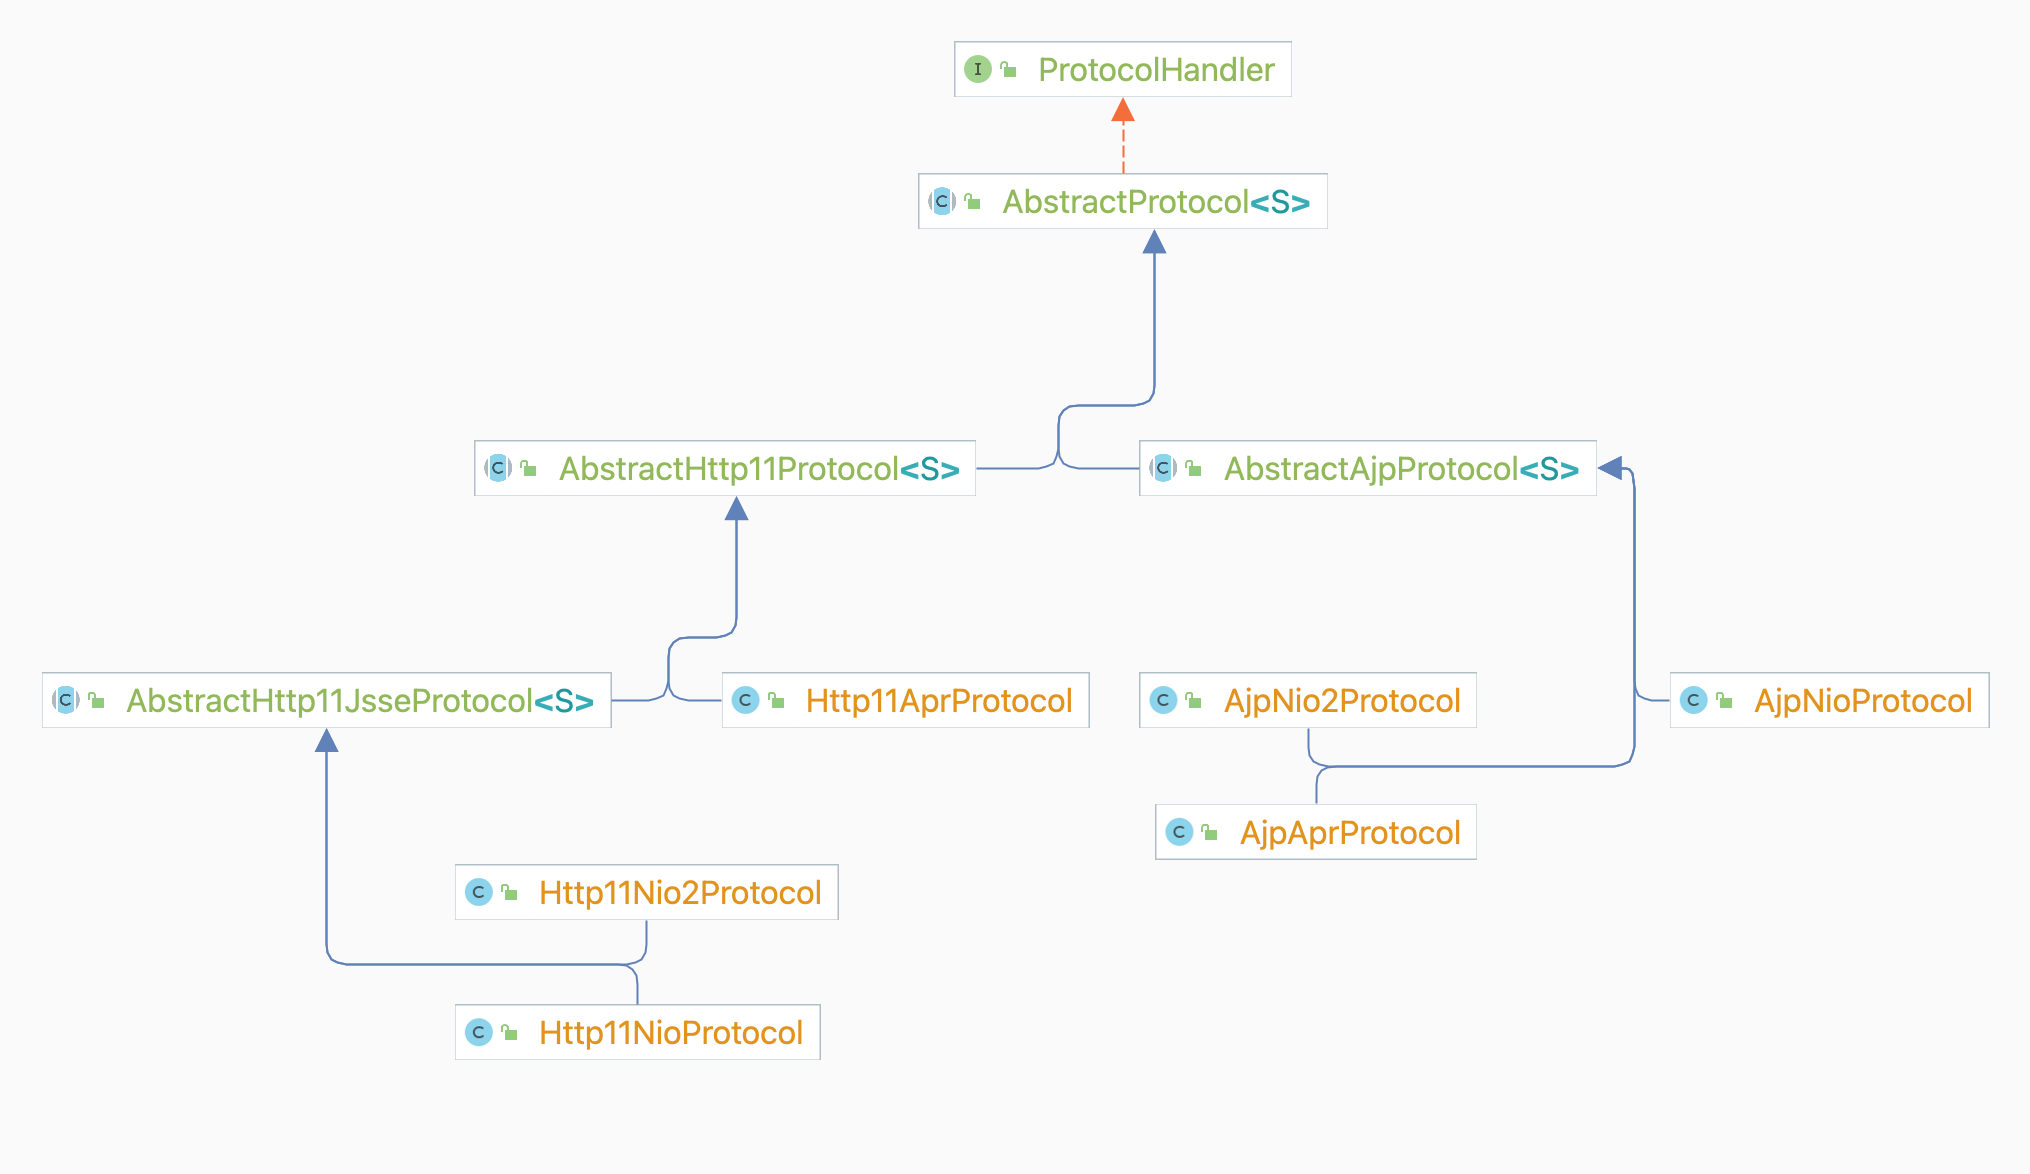 I ProtocolHandler
C AbstractProtocol<S>
C AbstractHttp11Protocol<S>
C AbstractAjpProtocol<S>
C AbstractHttp11JsseProtocol<S>
C Http11AprProtocol
C AjpNio2Protocol
C AjpNioProtocol
C AjpAprProtocol
C Http11Nio2Protocol
C Http11NioProtocol